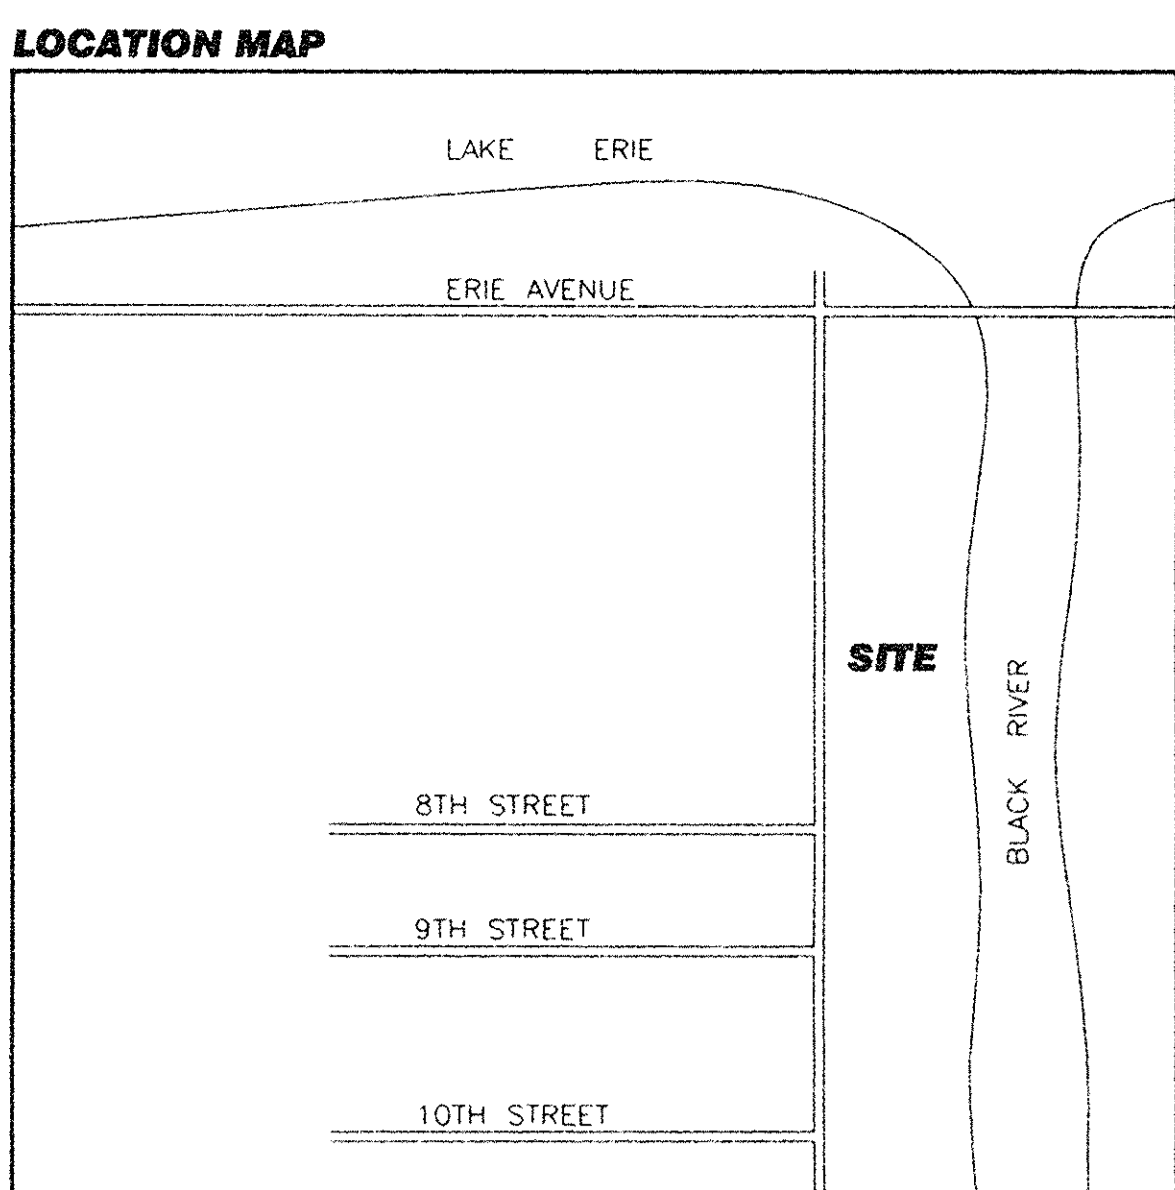 LOCATION MAP
LAKE ERIE
ERIE AVENUE
SITE
BLACK RIVER
8TH STREET
9TH STREET
10TH STREET